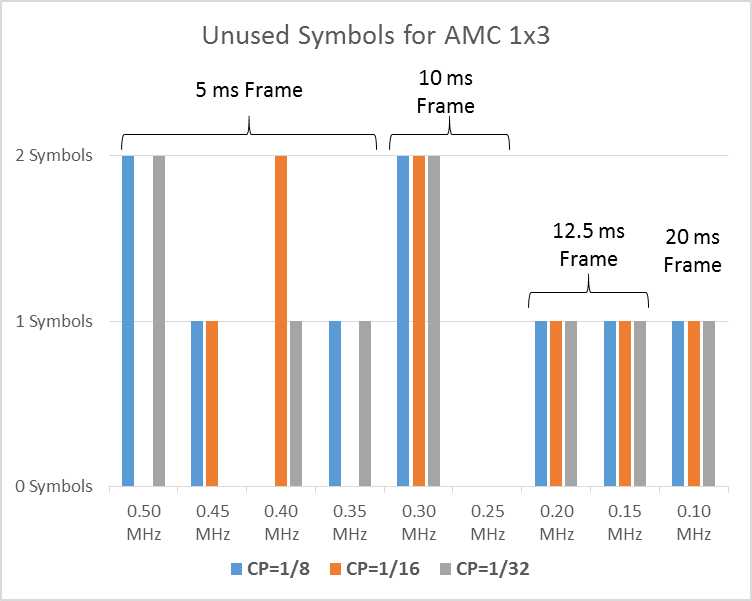 Unused Symbols for AMC 1x3
5 ms Frame
10 ms
Frame
12.5 ms
Frame
20 ms
Frame
2 Symbols
1 Symbols
0 Symbols
0.50
MHz
0.45
MHz
0.40
MHz
0.35
MHz
0.30
MHz
0.25
MHz
0.20
MHz
0.15
MHz
0.10
MHz
CP=1/8 CP=1/16 CP=1/32